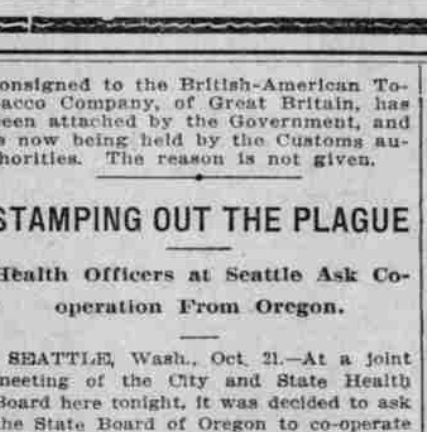 onsigned to the British-American To-
acco Company, of Great Britain, has
een attached by the Government, and
s now being held by the Customs au-
horities. The reason is not given.
STAMPING OUT THE PLAGUE
Health Officers at Seattle Ask Co-
operation From Oregon.
SEATTLE, Wash., Oct. 21.—At a joint
meeting of the City and State Health
Board here tonight, it was decided to ask
the State Board of Oregon to co-operate